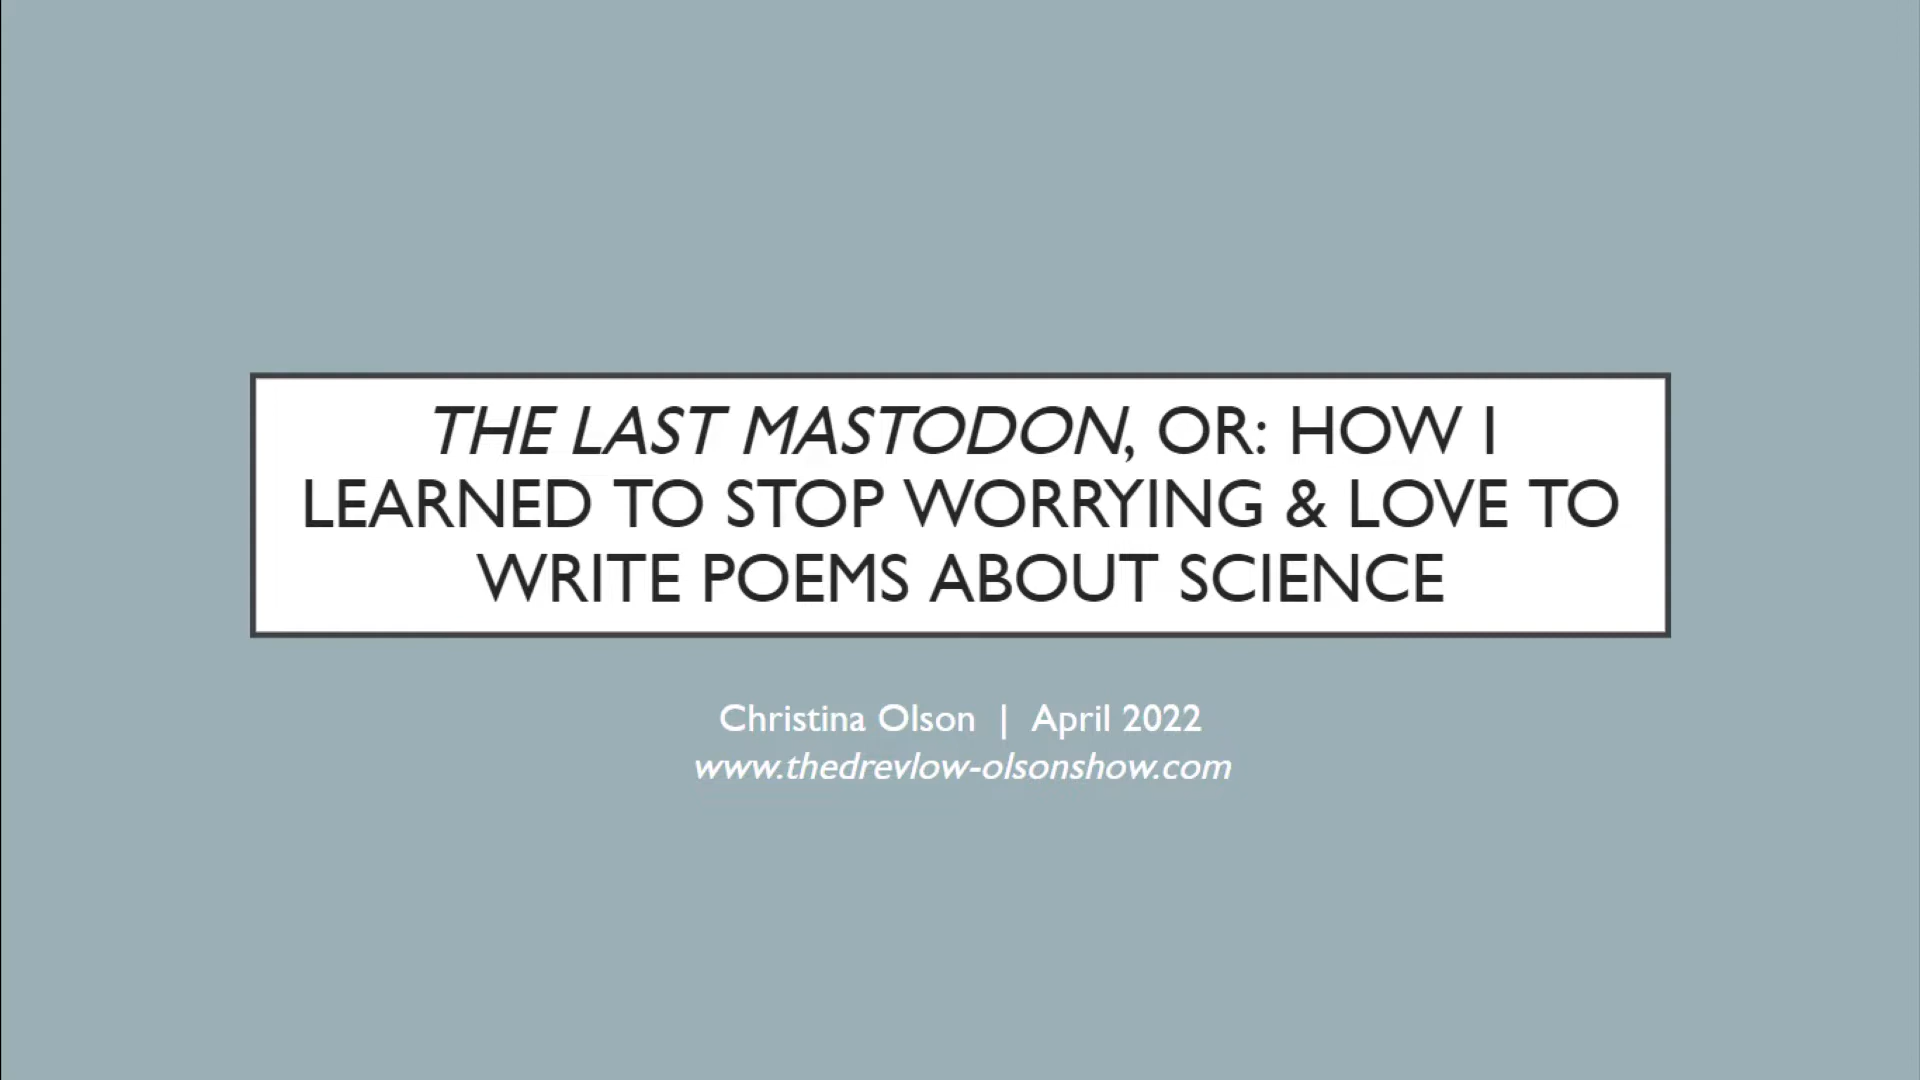 THE LAST MASTODON, OR: HOW I
LEARNED TO STOP WORRYING & LOVE TO
WRITE POEMS ABOUT SCIENCE
Christina Olson | April 2022
www.thedrevlow-olsonshow.com